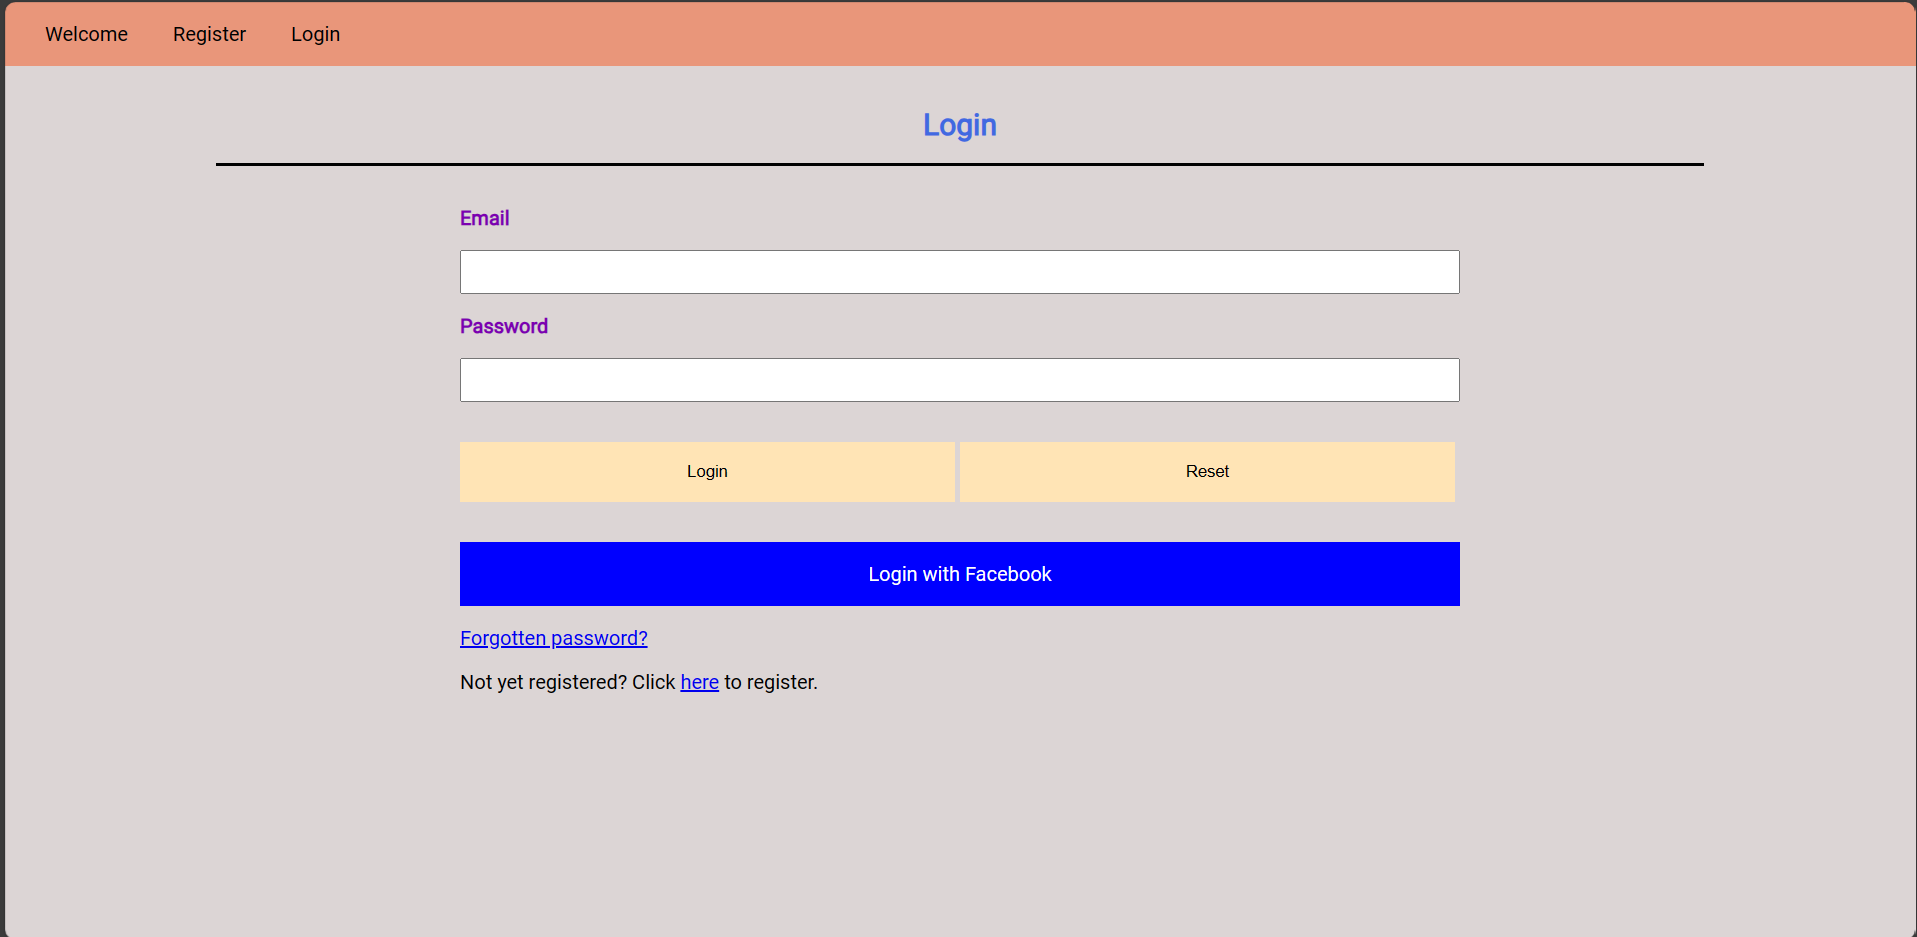 Welcome Register Login
Login
Email
Password
Login Reset
Login with Facebook
Forgotten password?
Not yet registered? Click here to register.